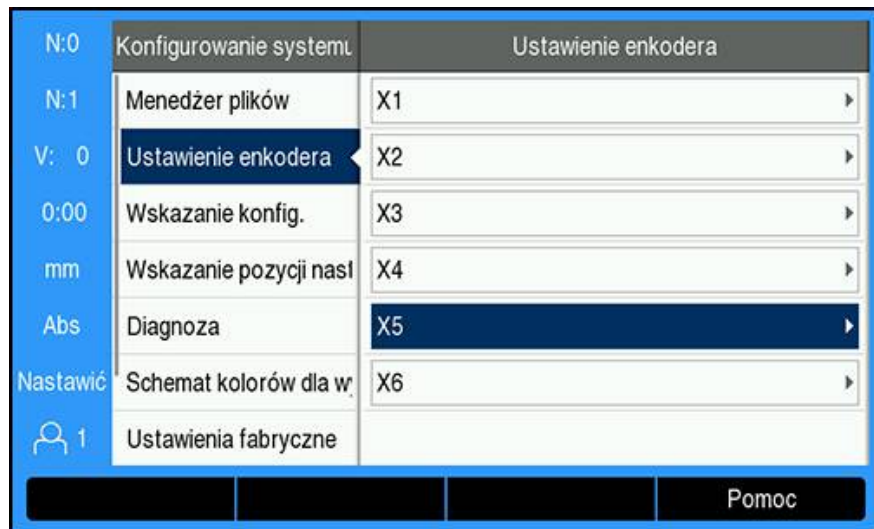 N:0
N:1
V: 0
0:00
mm
Abs
Nastawić
1
Konfigurowanie systemu
Menedżer plików
Ustawienie enkodera
Wskazanie konfig.
Wskazanie pozycji nast
Diagnoza
Schemat kolorów dla wy
Ustawienia fabryczne
Ustawienie enkodera
X1
X2
X3
X4
X5
X6
Pomoc